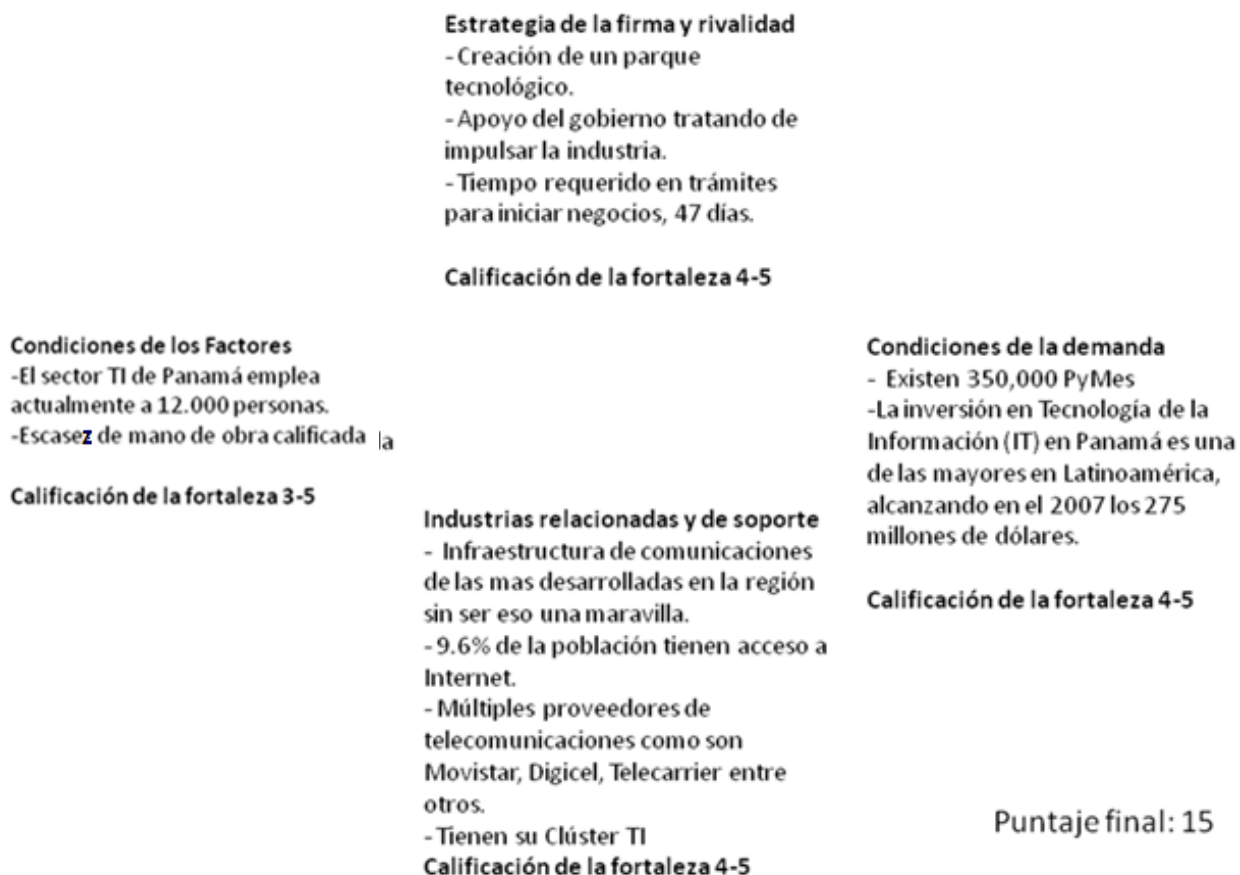 Estrategia de la firma y rivalidad
- Creación de un parque
tecnológico.
- Apoyo del gobierno tratando de
impulsar la industria.
- Tiempo requerido en trámites
para iniciar negocios, 47 días.
Calificación de la fortaleza 4-5
Condiciones de los Factores
-El sector TI de Panamá emplea
actualmente a 12.000 personas.
-Escasez de mano de obra calificada la
Calificación de la fortaleza 3-5
Condiciones de la demanda
- Existen 350,000 PyMes
-La inversión en Tecnología de la
Información (IT) en Panamá es una
de las mayores en Latinoamérica,
alcanzando en el 2007 los 275
millones de dólares.
Calificación de la fortaleza 4-5
Industrias relacionadas y de soporte
- Infraestructura de comunicaciones
de las mas desarrolladas en la región
sin ser eso una maravilla.
- 9.6% de la población tienen acceso a
Internet.
- Múltiples proveedores de
telecomunicaciones como son
Movistar, Digicel, Telecarrier entre
otros.
- Tienen su Clúster TI
Calificación de la fortaleza 4-5
Puntaje final: 15